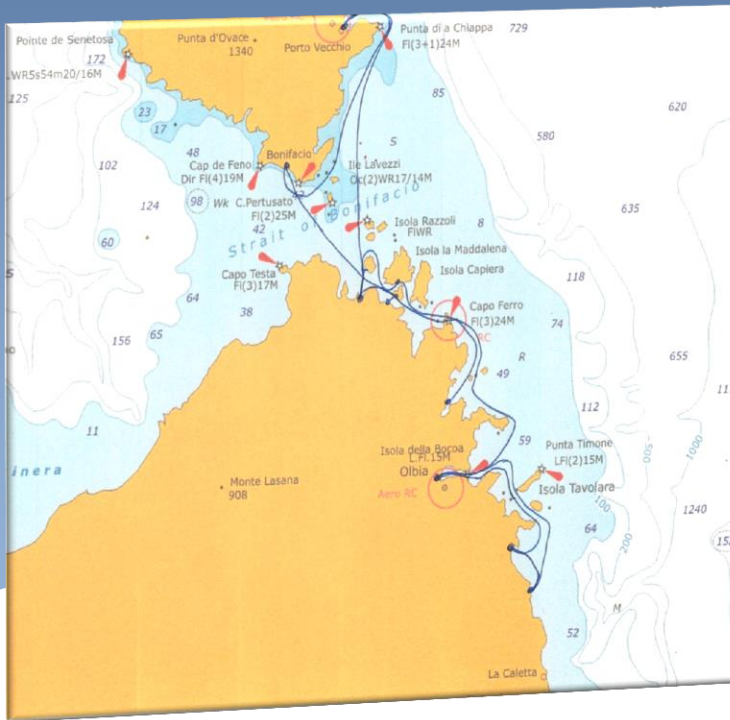 Pointe de Senetosa
172
WR5s54m20/16M
125
Punta d'Ovace
1340
Porto Vecchio
Punta di a Chiappa
Fl(3+1)24M
729
23
17
85
620
580
48
102
Bonifacio
S
Cap de Feno
Dir Fl(4)19M
Ile Lavezzi
Oc(2)WR17/14M
98
Wk
C.Pertusato
Fl(2)25M
124
635
42
Strait of Bonifacio
Isola Razzoli
FlWR
8
60
Isola la Maddalena
Isola Capiera
Capo Testa
Fl(3)17M
118
64
38
Capo Ferro
Fl(3)24M
RC
74
65
156
R
655
49
112
11
59
Punta Timone
LFl(2)15M
Isola della Bocoa
L.Fl.15M
Olbia
500
1000
inera
Monte Lasana
908
Aero RC
Isola Tavolara
100
1240
64
200
M
52
La Caletta